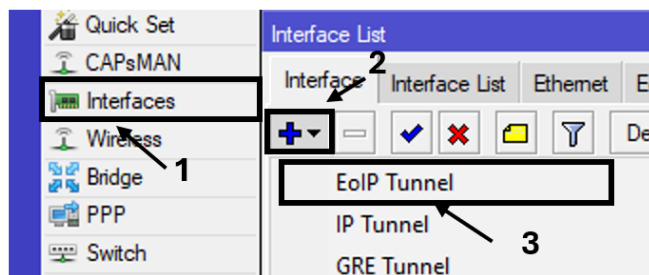 Quick Set
CAPsMAN
Interfaces
Wireless
Bridge
PPP
Switch
1
Interface List
Interface Interface List Ethernet E
2
De
EoIP Tunnel
IP Tunnel
3
GRE Tunnel